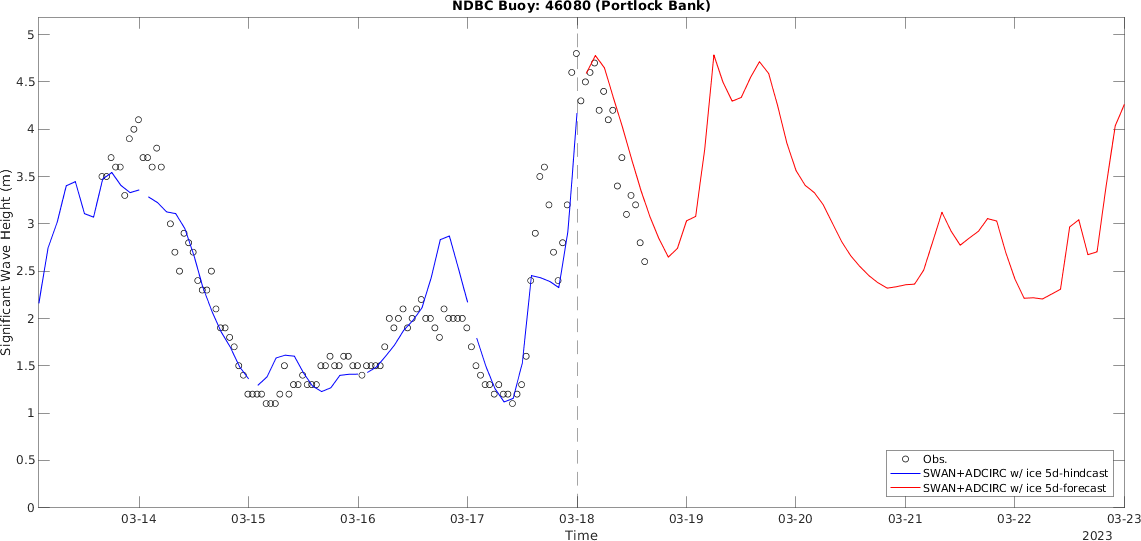 NDBC Buoy: 46080 (Portlock Bank)
5
4.5
4
3.5
3
2.5
2
1.5
1
0.5
0
Significant Wave Height (m)
Obs.
SWAN+ADCIRC w/ ice 5d-hindcast
SWAN+ADCIRC w/ ice 5d-forecast
03-14 03-15 03-16 03-17 03-18 03-19 03-20 03-21 03-22 03-23
Time
2023